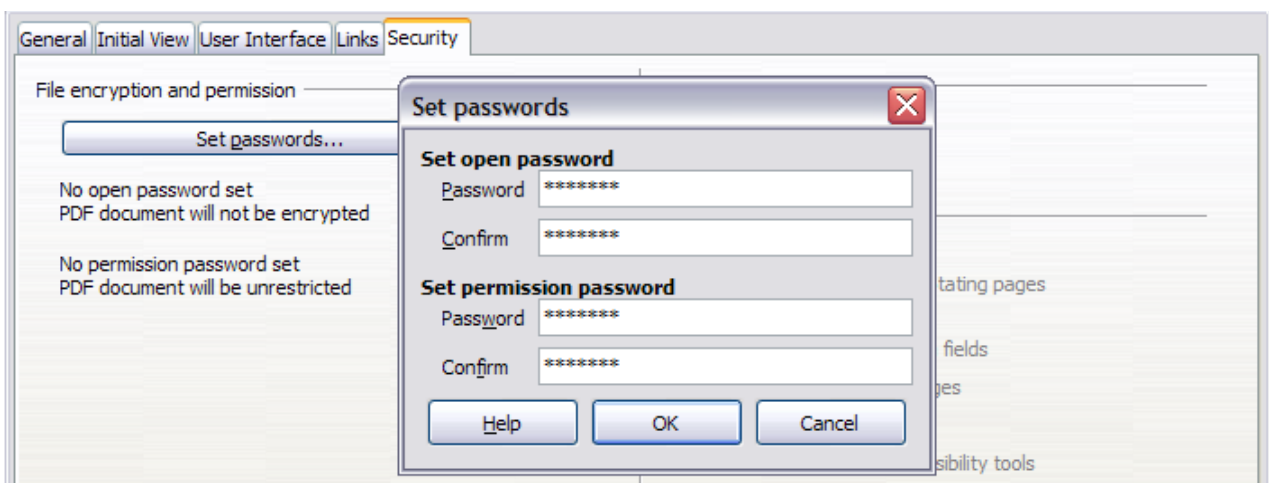 General Initial View User Interface Links Security
File encryption and permission
Set passwords...
No open password set
PDF document will not be encrypted
No permission password set
PDF document will be unrestricted
Set passwords
Set open password
Password *******
Confirm *******
Set permission password
Password *******
Confirm *******
Help OK Cancel
tating pages
fields
ges
sibility tools